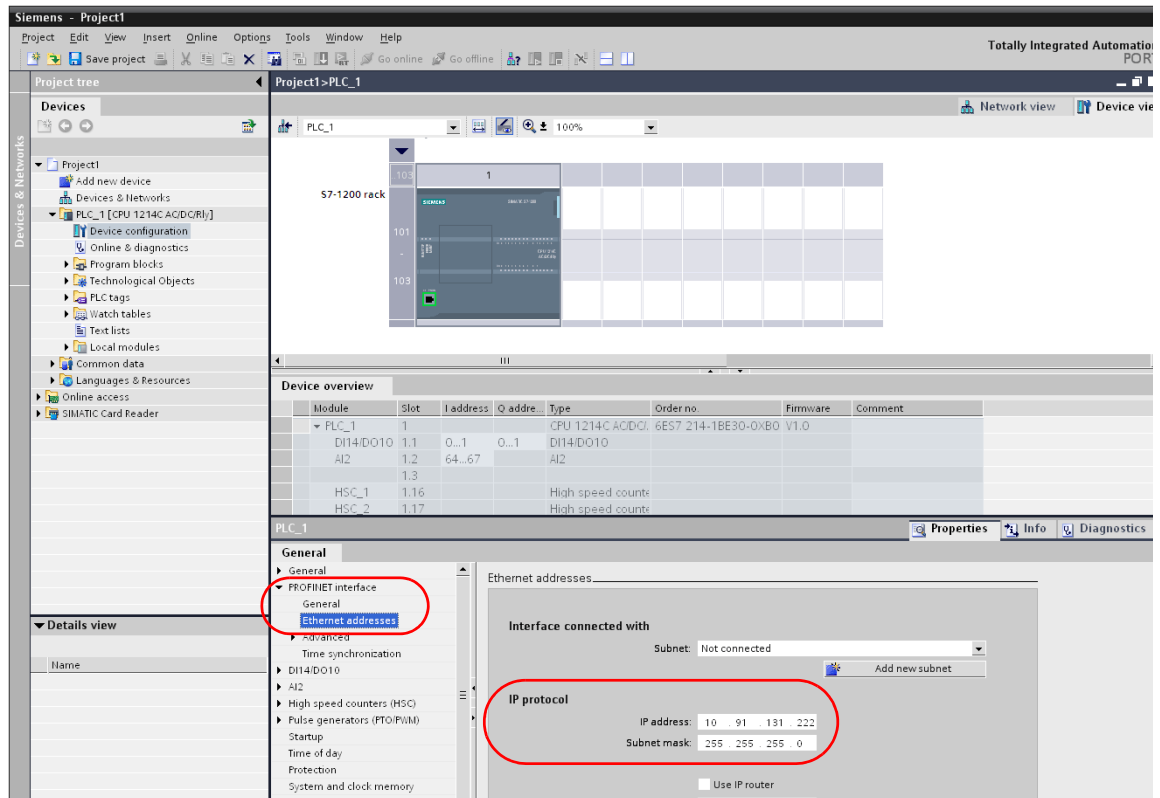 Siemens - Project1
Project Edit View Insert Online Options Tools Window Help
Totally Integrated Automation
POR
Save project Go online Go offline
Project tree
Project1>PLC_1
Devices
Network view Device vie
PLC_1 100%
Devices & Networks
Project1
Add new device
Devices & Networks
PLC_1 [CPU 1214C AC/DC/Rly]
Device configuration
Online & diagnostics
Program blocks
Technological Objects
PLC tags
Watch tables
Text lists
Local modules
Common data
Languages & Resources
Online access
SIMATIC Card Reader
103 1
S7-1200 rack
SIEMENS
101
-
103
Device overview
Module Slot I address Q addre... Type Order no. Firmware Comment
PLC_1 1 CPU 1214C AC/DC/. 6ES7 214-1BE30-0XB0 V1.0
DI14/DO10 1.1 0...1 0...1 DI14/DO10
AI2 1.2 64...67 AI2
1.3
HSC_1 1.16 High speed counte
HSC_2 1.17 High speed counte
PLC_1
Properties Info Diagnostics
General
General
PROFINET interface
General
Ethernet addresses
Advanced
Time synchronization
DI14/DO10
AI2
High speed counters (HSC)
Pulse generators (PTO/PWM)
Startup
Time of day
Protection
System and clock memory
Ethernet addresses
Interface connected with
Subnet: Not connected
Add new subnet
IP protocol
IP address: 10 . 91 . 131 . 222
Subnet mask: 255 . 255 . 255 . 0
Use IP router
Details view
Name